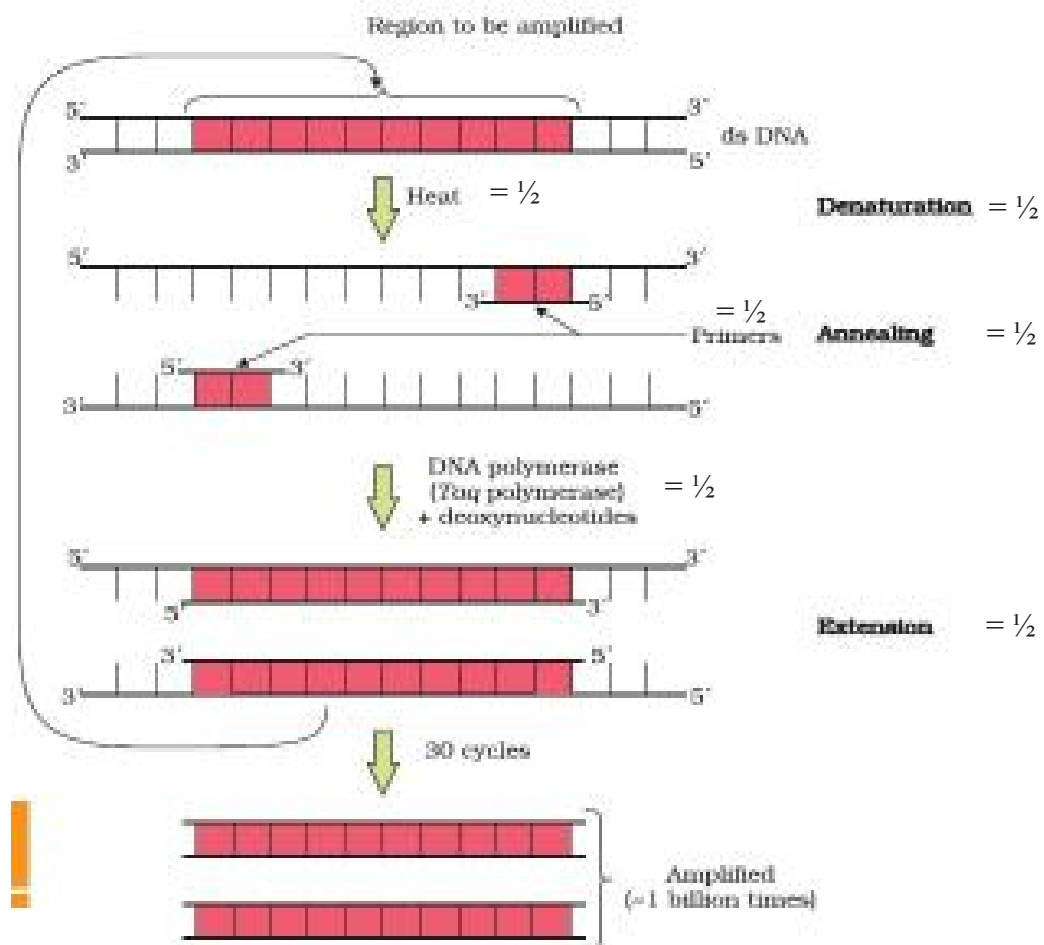 Region to be amplified
5′ 3′
ds DNA
3′ 5′
Heat = ½
Denaturation = ½
5′ 3′
3′ 5′
= ½
Primers Annealing = ½
5′ 3′
3′ 5′
DNA polymerase
(Taq polymerase) = ½
+ deoxynucleotides
5′ 3′
5′ 3′
Extension = ½
3′ 5′
3′ 5′
30 cycles
Amplified
(~1 billion times)